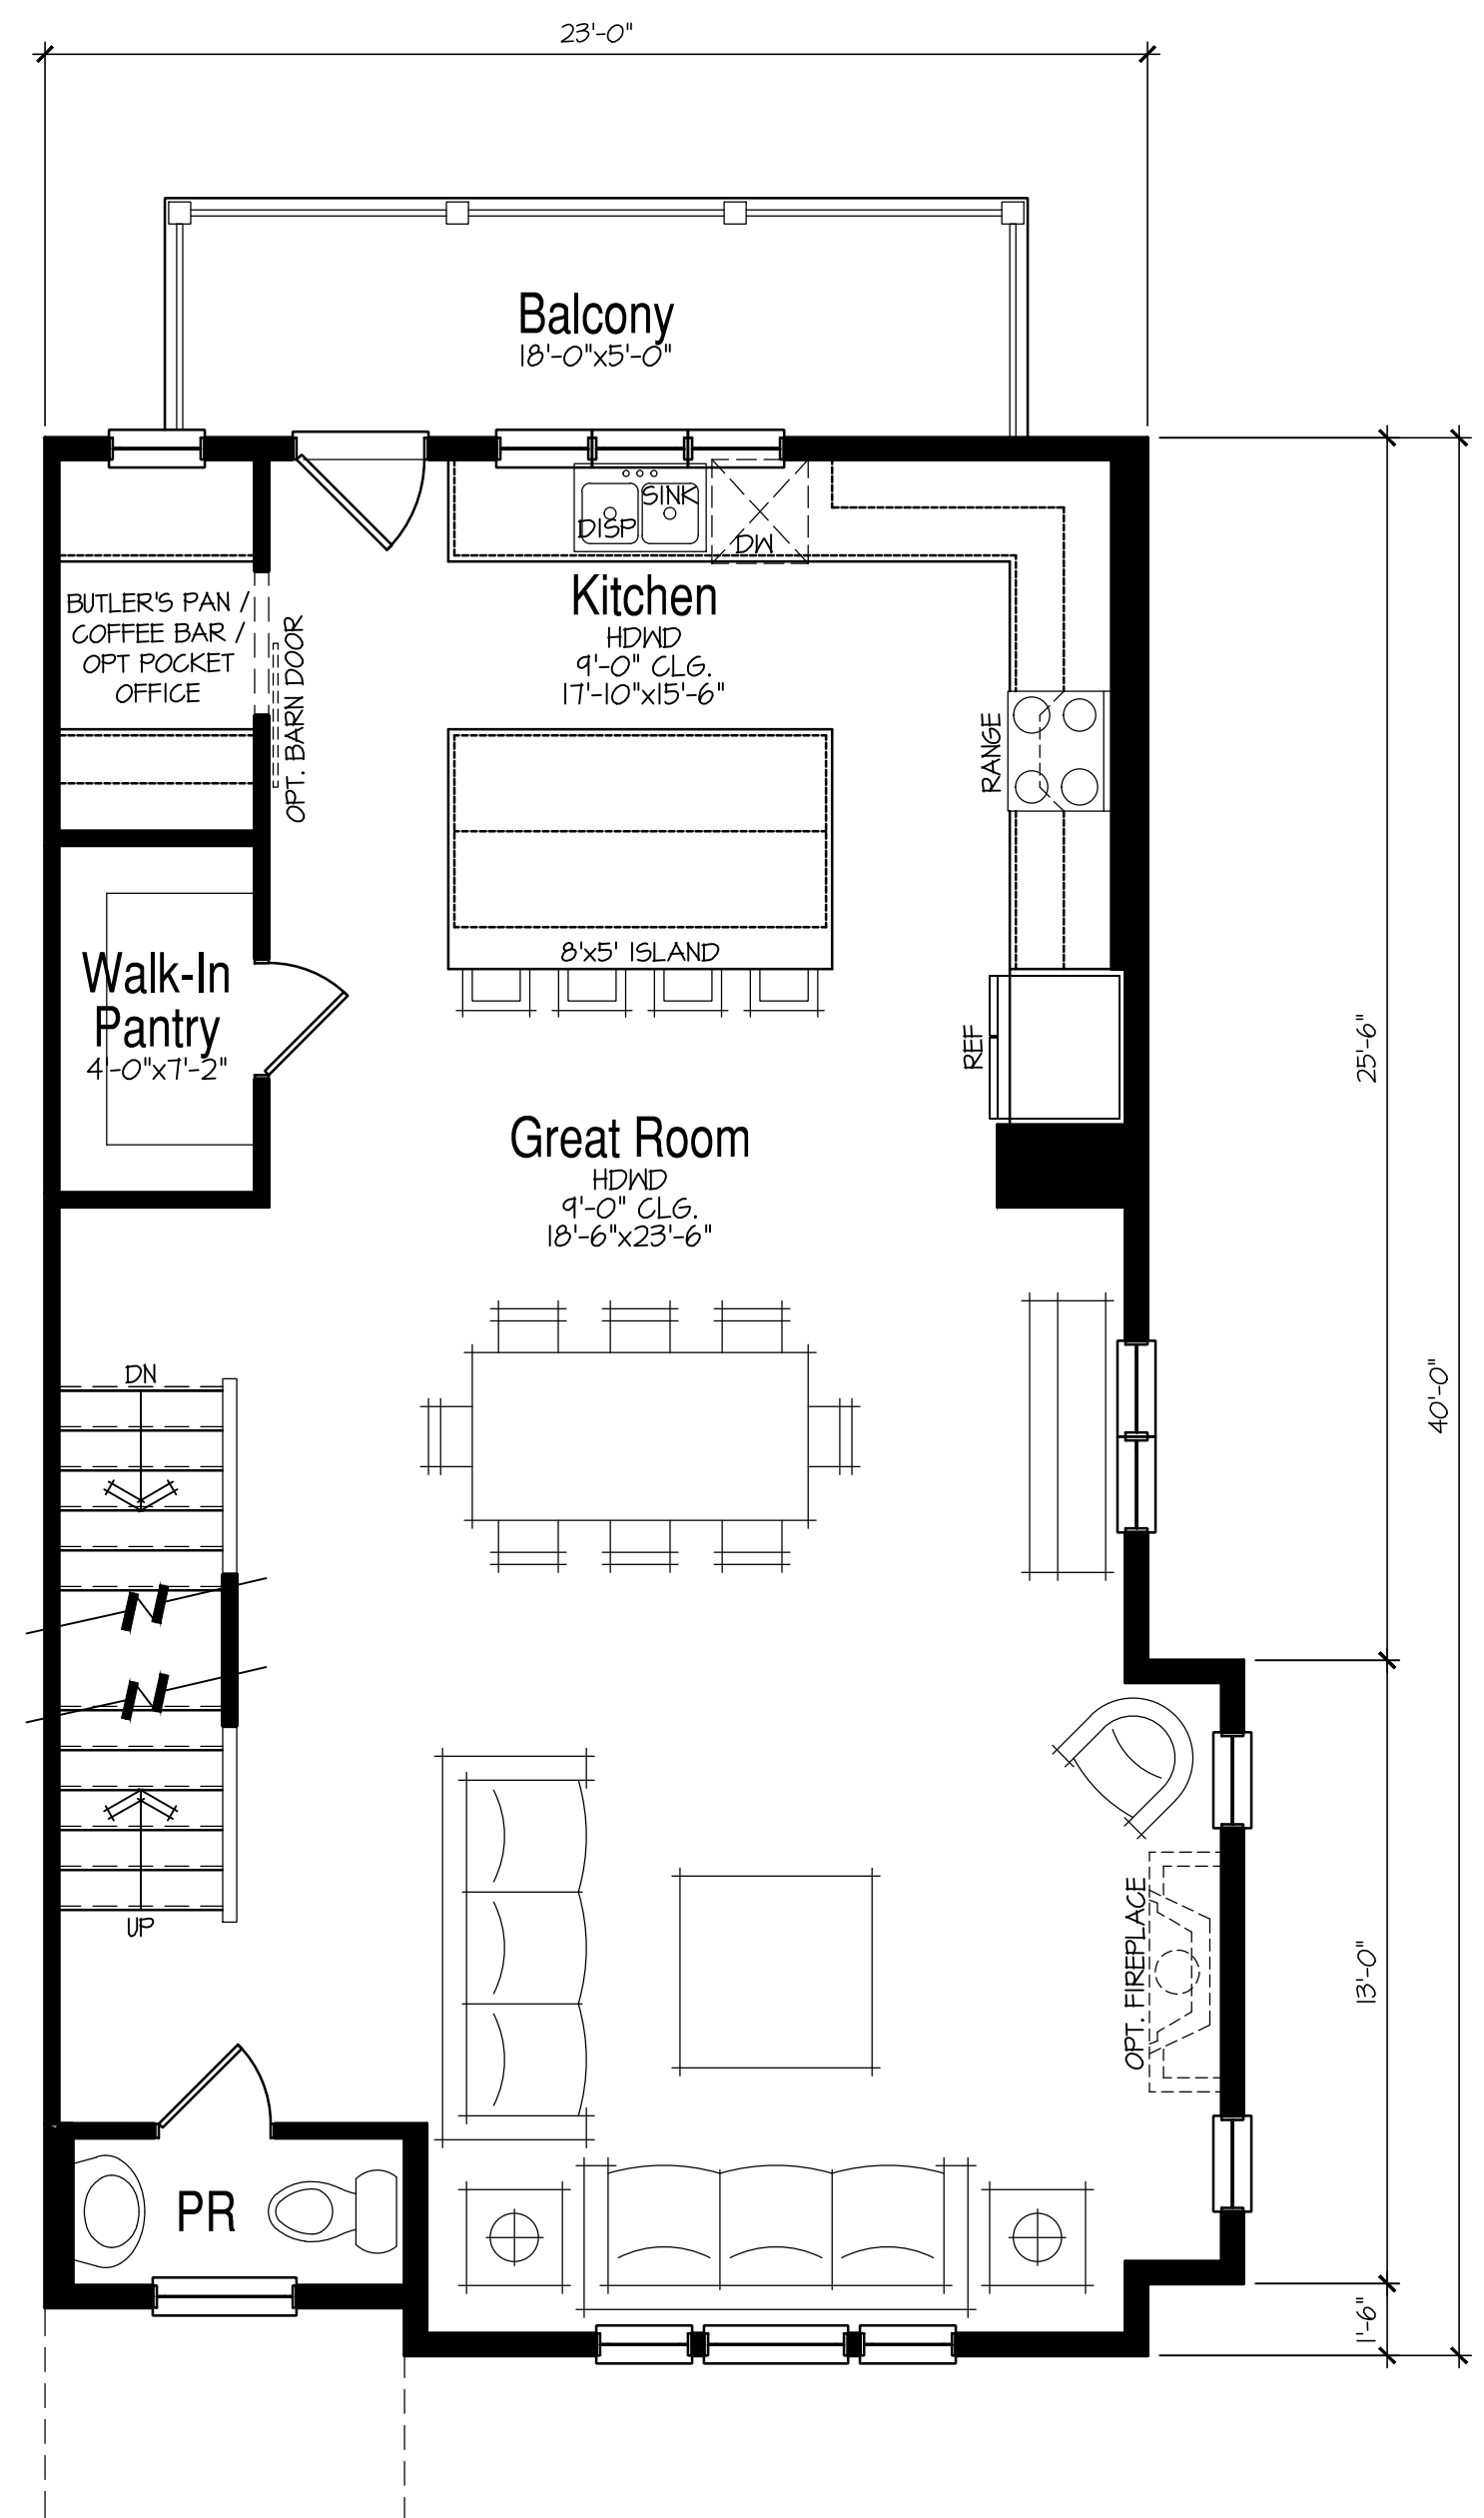 23'-0"
Balcony
18'-0"x5'-0"
SINK
DISP
DW
Kitchen
HDWD
9'-0" CLG.
17'-10"x15'-6"
BUTLER'S PAN /
COFFEE BAR /
OPT POCKET
OFFICE
OPT. BARN DOOR
RANGE
8'x5' ISLAND
Walk-In
Pantry
4'-0"x7'-2"
REF
25'-6"
Great Room
HDWD
9'-0" CLG.
18'-6"x23'-6"
DN
40'-0"
UP
OPT. FIREPLACE
13'-0"
PR
1'-6"